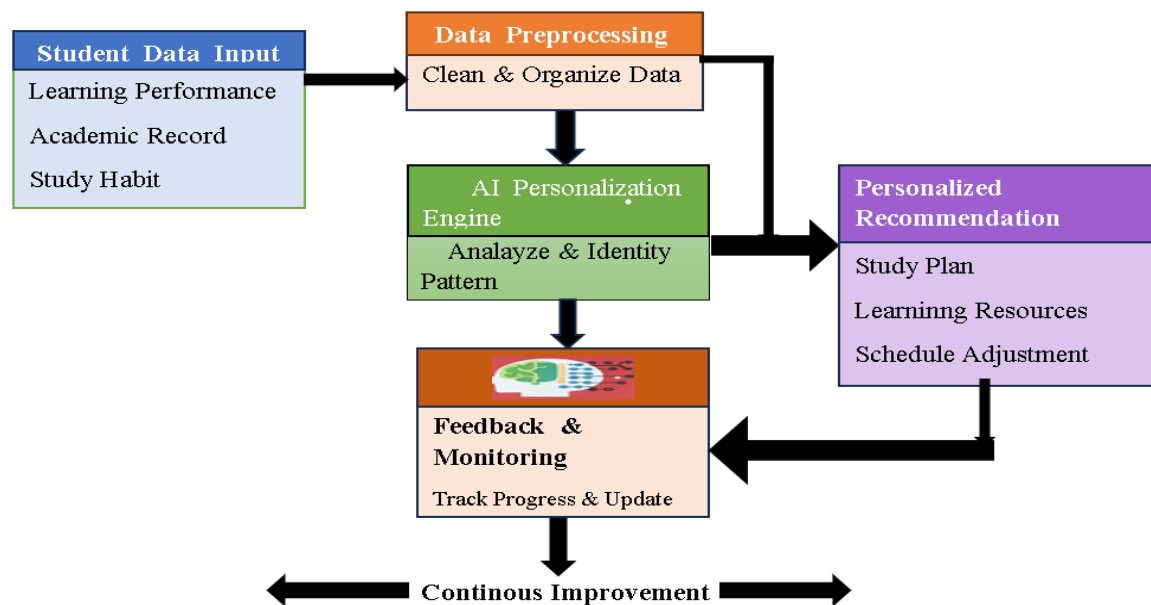 Student Data Input
Learning Performance
Academic Record
Study Habit
Data Preprocessing
Clean & Organize Data
AI Personalization
Engine
Analayze & Identity
Pattern
Personalized
Recommendation
Study Plan
Learninng Resources
Schedule Adjustment
Feedback &
Monitoring
Track Progress & Update
Continous Improvement